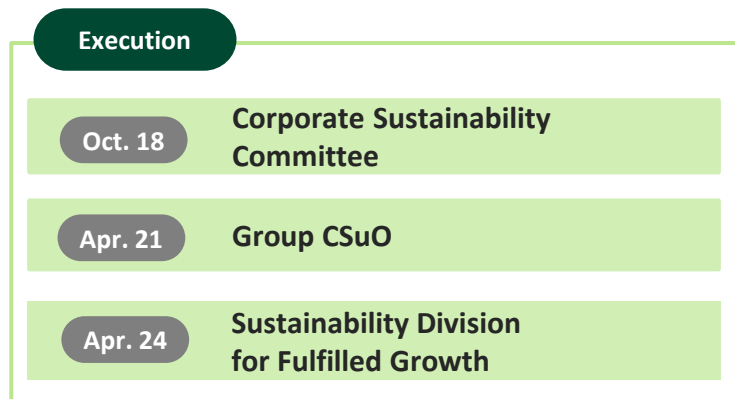 Execution
Oct. 18
Corporate Sustainability
Committee
Apr. 21
Group CSuO
Apr. 24
Sustainability Division
for Fulfilled Growth